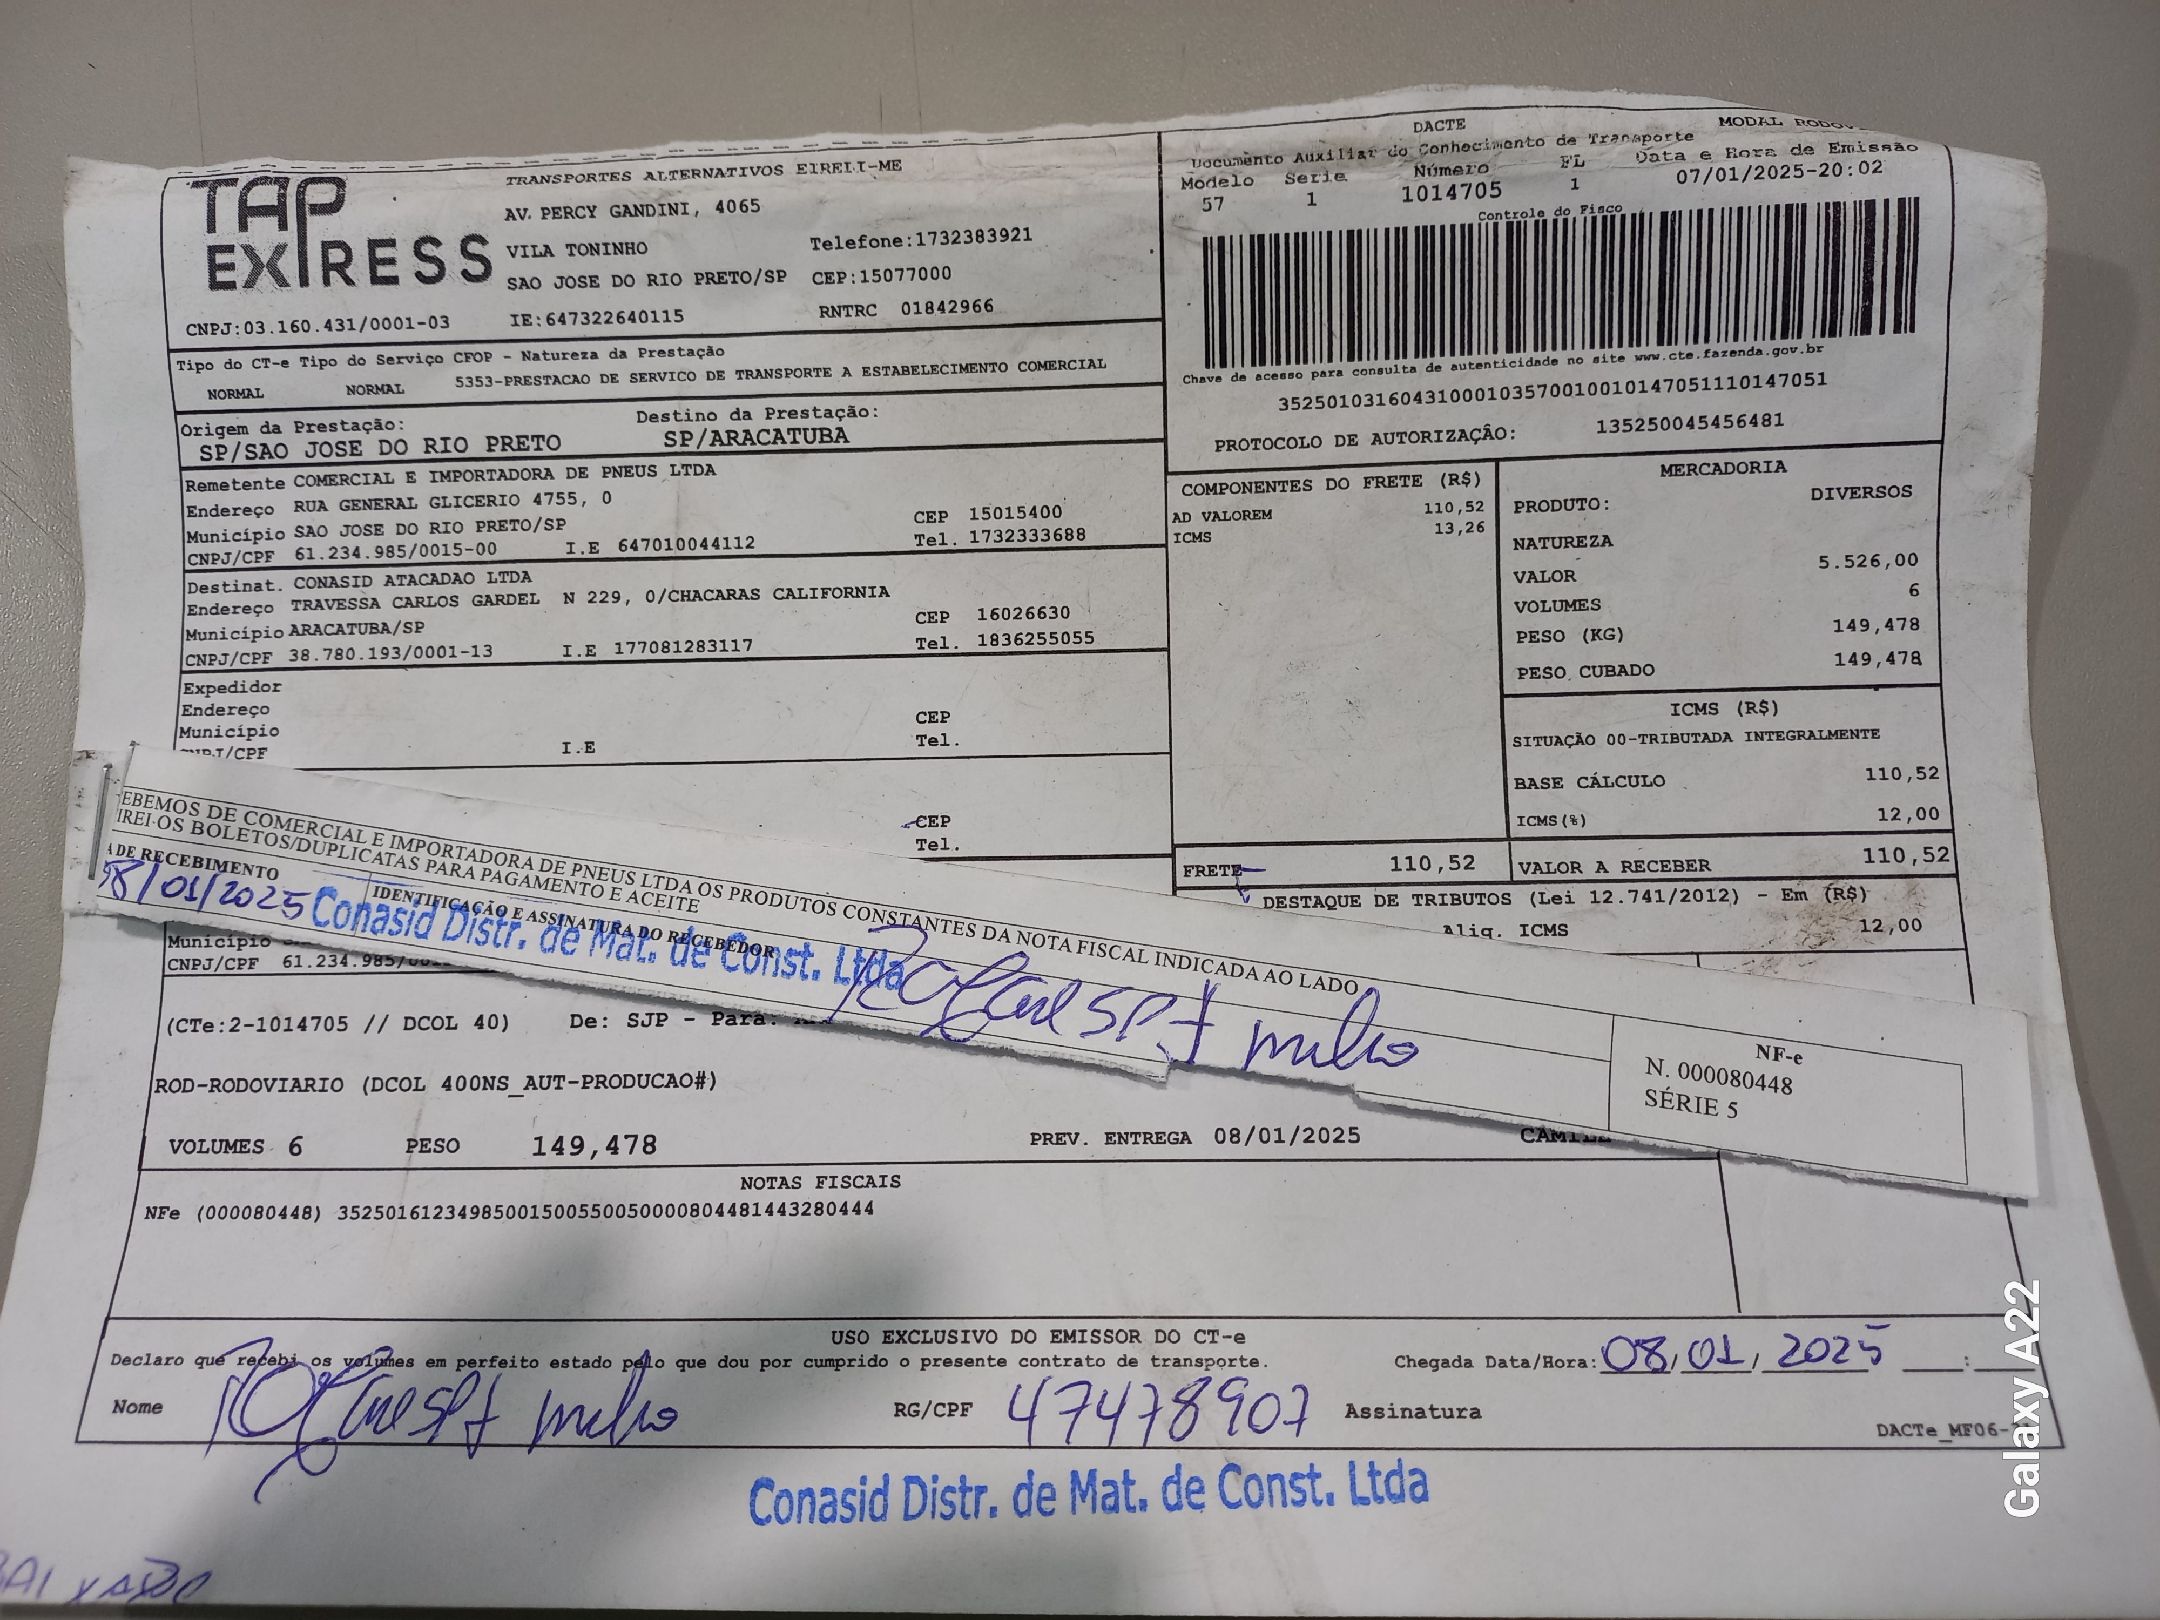 TAP
EXPRESS
TRANSPORTES ALTERNATIVOS EIRELI-ME
AV. PERCY GANDINI, 4065
VILA TONINHO Telefone:1732383921
SAO JOSE DO RIO PRETO/SP CEP:15077000
CNPJ:03.160.431/0001-03 IE:647322640115 RNTRC 01842966
DACTE MODAL
Documento Auxiliar do Conhecimento de Transporte
Modelo Serie Número FL Data e Hora de Emissão
57 1 1014705 1 07/01/2025-20:02
Controle do Fisco
Chave de acesso para consulta de autenticidade no site www.cte.fazenda.gov.br
35250103160431000103570010010147051110147051
PROTOCOLO DE AUTORIZAÇÃO: 135250045456481
Tipo do CT-e Tipo do Serviço CFOP - Natureza da Prestação
NORMAL NORMAL 5353-PRESTACAO DE SERVICO DE TRANSPORTE A ESTABELECIMENTO COMERCIAL
Origem da Prestação: Destino da Prestação:
SP/SAO JOSE DO RIO PRETO SP/ARACATUBA
Remetente COMERCIAL E IMPORTADORA DE PNEUS LTDA
Endereço RUA GENERAL GLICERIO 4755, 0
Município SAO JOSE DO RIO PRETO/SP CEP 15015400
CNPJ/CPF 61.234.985/0015-00 I.E 647010044112 Tel. 1732333688
Destinat. CONASID ATACADAO LTDA
Endereço TRAVESSA CARLOS GARDEL N 229, 0/CHACARAS CALIFORNIA
Município ARACATUBA/SP CEP 16026630
CNPJ/CPF 38.780.193/0001-13 I.E 177081283117 Tel. 1836255055
Expedidor
Endereço
Município CEP
CNPJ/CPF I.E Tel.
CEP
Tel.
COMPONENTES DO FRETE (R$)
AD VALOREM 110,52
ICMS 13,26
MERCADORIA
PRODUTO: DIVERSOS
NATUREZA
VALOR 5.526,00
VOLUMES 6
PESO (KG) 149,478
PESO CUBADO 149,478
ICMS (R$)
SITUAÇÃO 00-TRIBUTADA INTEGRALMENTE
BASE CÁLCULO 110,52
ICMS(%) 12,00
FRETE 110,52 VALOR A RECEBER 110,52
DESTAQUE DE TRIBUTOS (Lei 12.741/2012) - Em (R$)
Aliq. ICMS 12,00
EBEMOS DE COMERCIAL E IMPORTADORA DE PNEUS LTDA OS PRODUTOS CONSTANTES DA NOTA FISCAL INDICADA AO LADO
IREI OS BOLETOS/DUPLICATAS PARA PAGAMENTO E ACEITE
A DE RECEBIMENTO IDENTIFICAÇÃO E ASSINATURA DO RECEBEDOR
08/01/2025 Conasid Distr. de Mat. de Const. Ltda
NF-e
N. 000080448
SÉRIE 5
Município
CNPJ/CPF 61.234.985/
(CTe:2-1014705 // DCOL 40) De: SJP - Para:
ROD-RODOVIARIO (DCOL 400NS_AUT-PRODUCAO#)
VOLUMES 6 PESO 149,478 PREV. ENTREGA 08/01/2025
NOTAS FISCAIS
NFe (000080448) 35250161234985001500550050000804481443280444
USO EXCLUSIVO DO EMISSOR DO CT-e
Declaro que recebi os volumes em perfeito estado pelo que dou por cumprido o presente contrato de transporte. Chegada Data/Hora: 08/01/2025 :
Nome RG/CPF 47478907 Assinatura
DACTe_MF06-
Conasid Distr. de Mat. de Const. Ltda
Galaxy A22